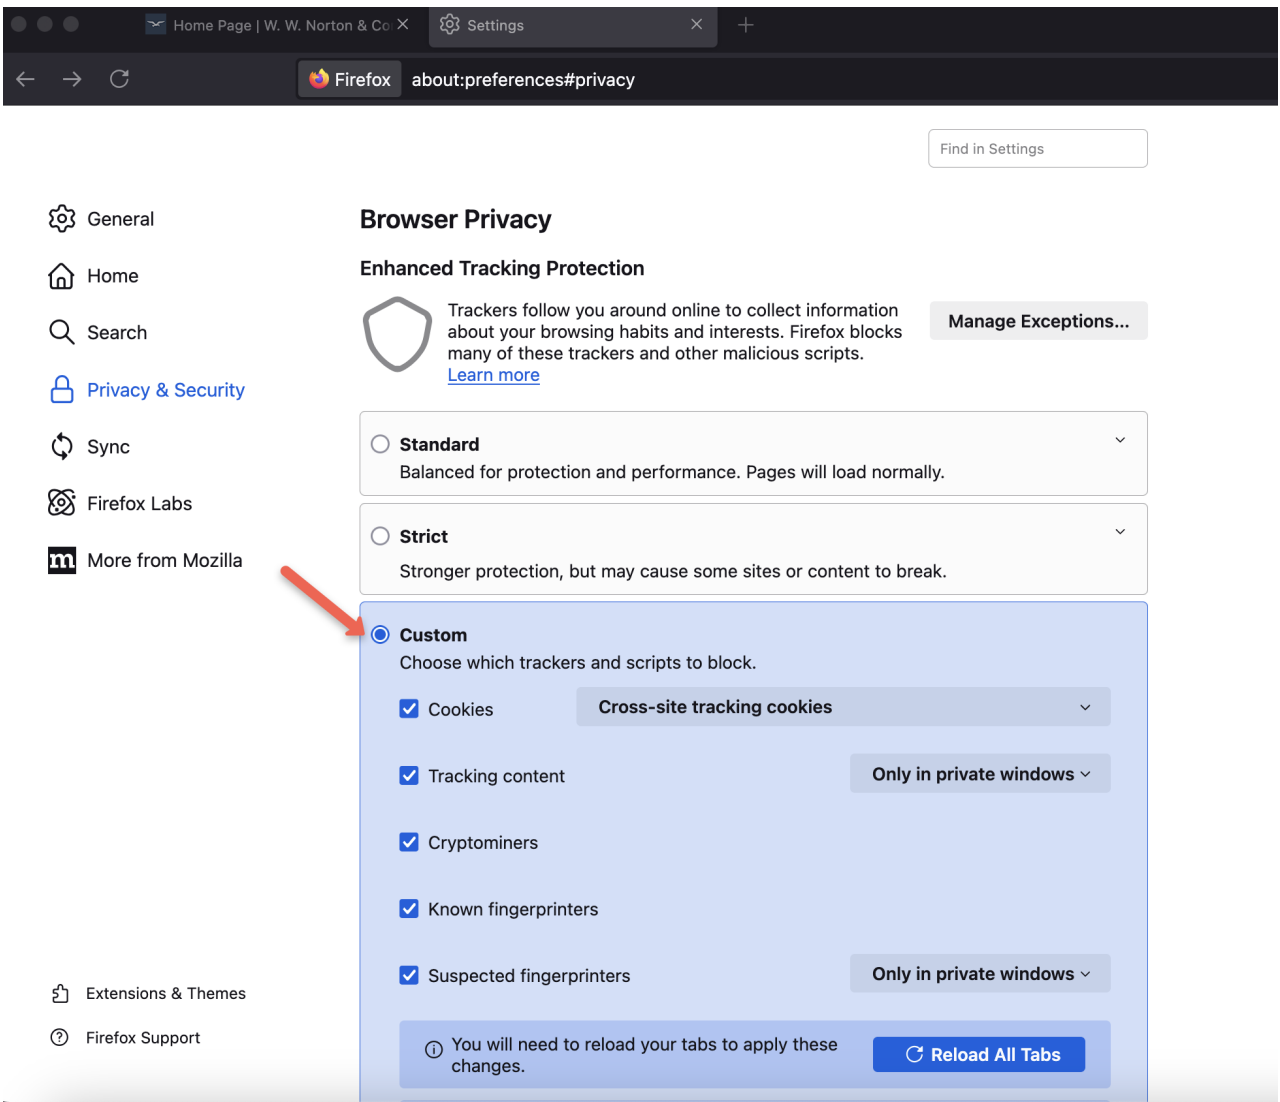 Home Page | W. W. Norton & Co
Settings
Firefox about:preferences#privacy
Find in Settings
General
Home
Search
Privacy & Security
Sync
Firefox Labs
More from Mozilla
Extensions & Themes
Firefox Support
Browser Privacy
Enhanced Tracking Protection
Trackers follow you around online to collect information
about your browsing habits and interests. Firefox blocks
many of these trackers and other malicious scripts.
Learn more
Manage Exceptions...
Standard
Balanced for protection and performance. Pages will load normally.
Strict
Stronger protection, but may cause some sites or content to break.
Custom
Choose which trackers and scripts to block.
Cookies
Cross-site tracking cookies
Tracking content
Only in private windows
Cryptominers
Known fingerprinters
Suspected fingerprinters
Only in private windows
You will need to reload your tabs to apply these
changes.
Reload All Tabs